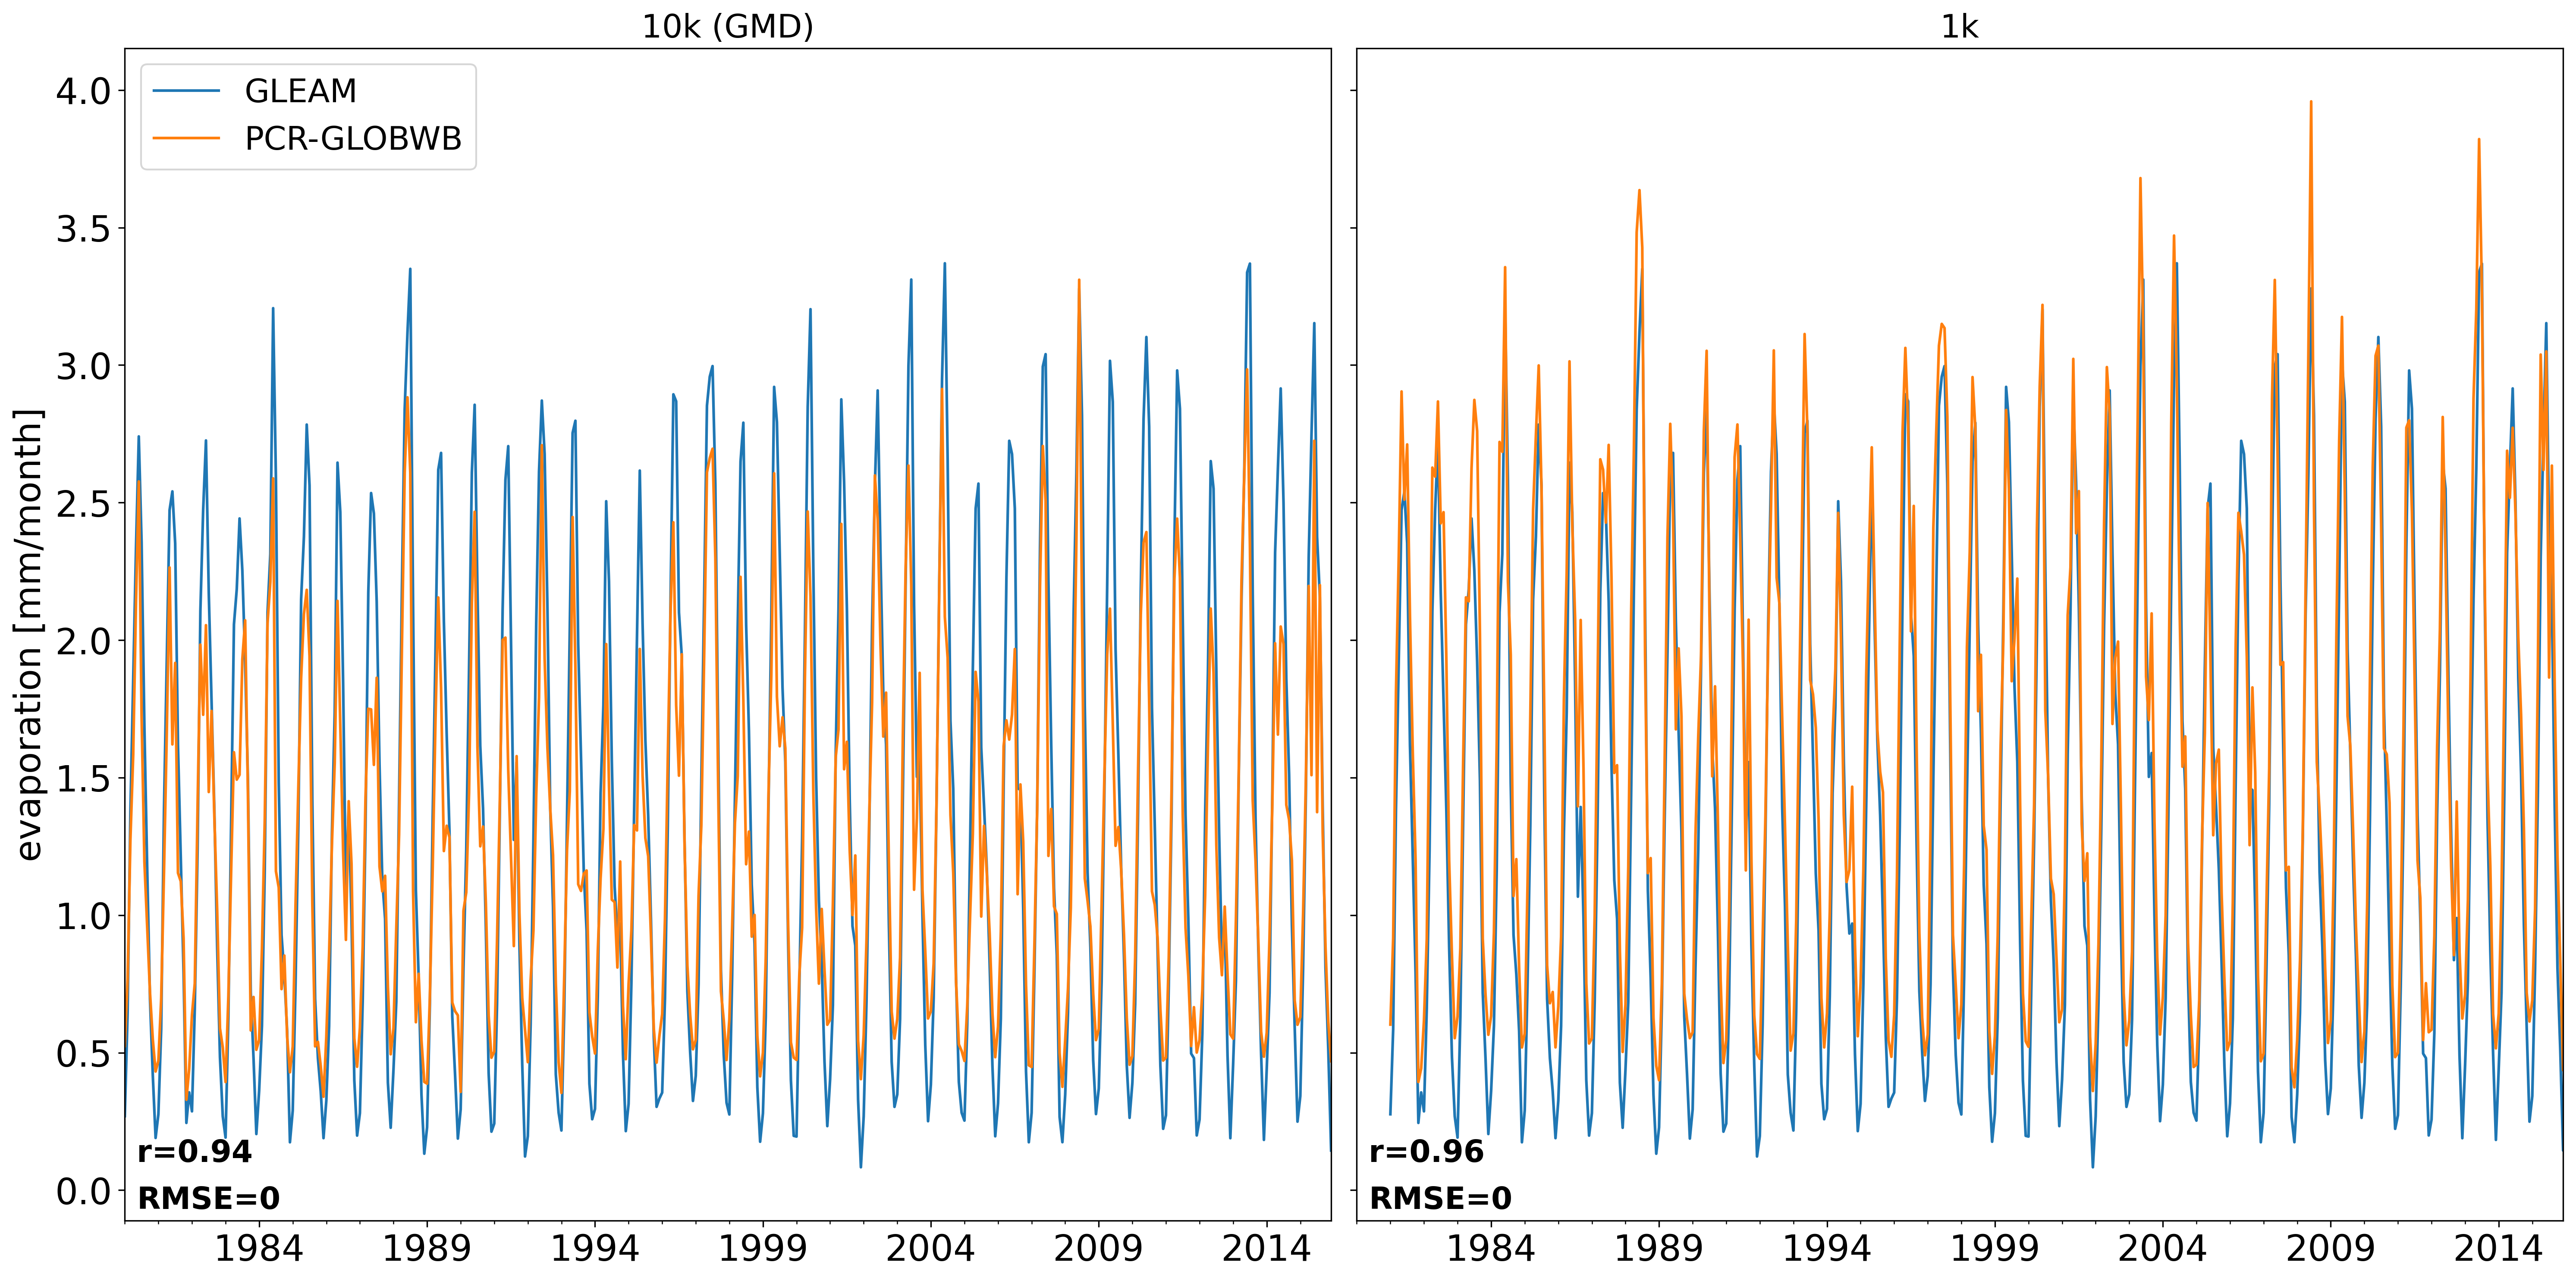 10k (GMD)
1k
GLEAM
PCR-GLOBWB
evaporation [mm/month]
4.0
3.5
3.0
2.5
2.0
1.5
1.0
0.5
0.0
r=0.94
RMSE=0
r=0.96
RMSE=0
1984 1989 1994 1999 2004 2009 2014
1984 1989 1994 1999 2004 2009 2014